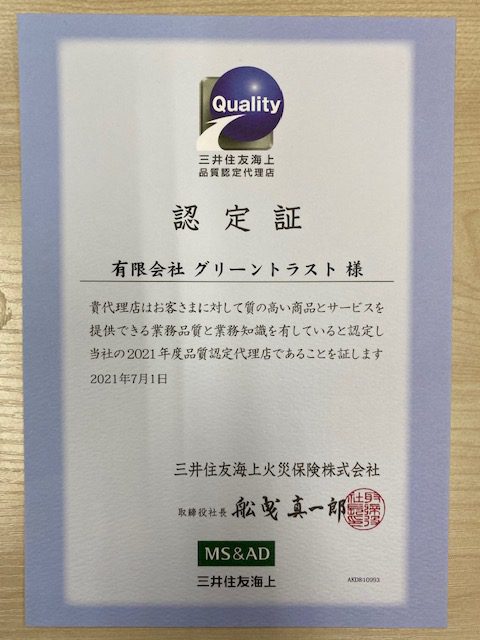 Quality
三井住友海上
品質認定代理店
認定証
有限会社 グリーントラスト 様
貴代理店はお客さまに対して質の高い商品とサービスを
提供できる業務品質と業務知識を有していると認定し
当社の2021年度品質認定代理店であることを証します
2021年7月1日
三井住友海上火災保険株式会社
取締役社長 舩曵真一郎
MS&AD
三井住友海上
AKD810993